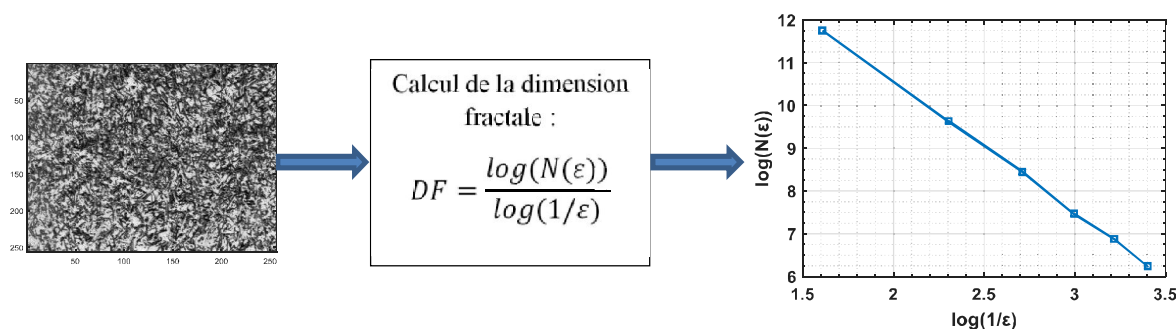 50
100
150
200
250
50 100 150 200 250
Calcul de la dimension
fractale :
DF = log(N(ε)) / log(1/ε)
12
11
10
9
8
7
6
log(N(ε))
1.5 2 2.5 3 3.5
log(1/ε)